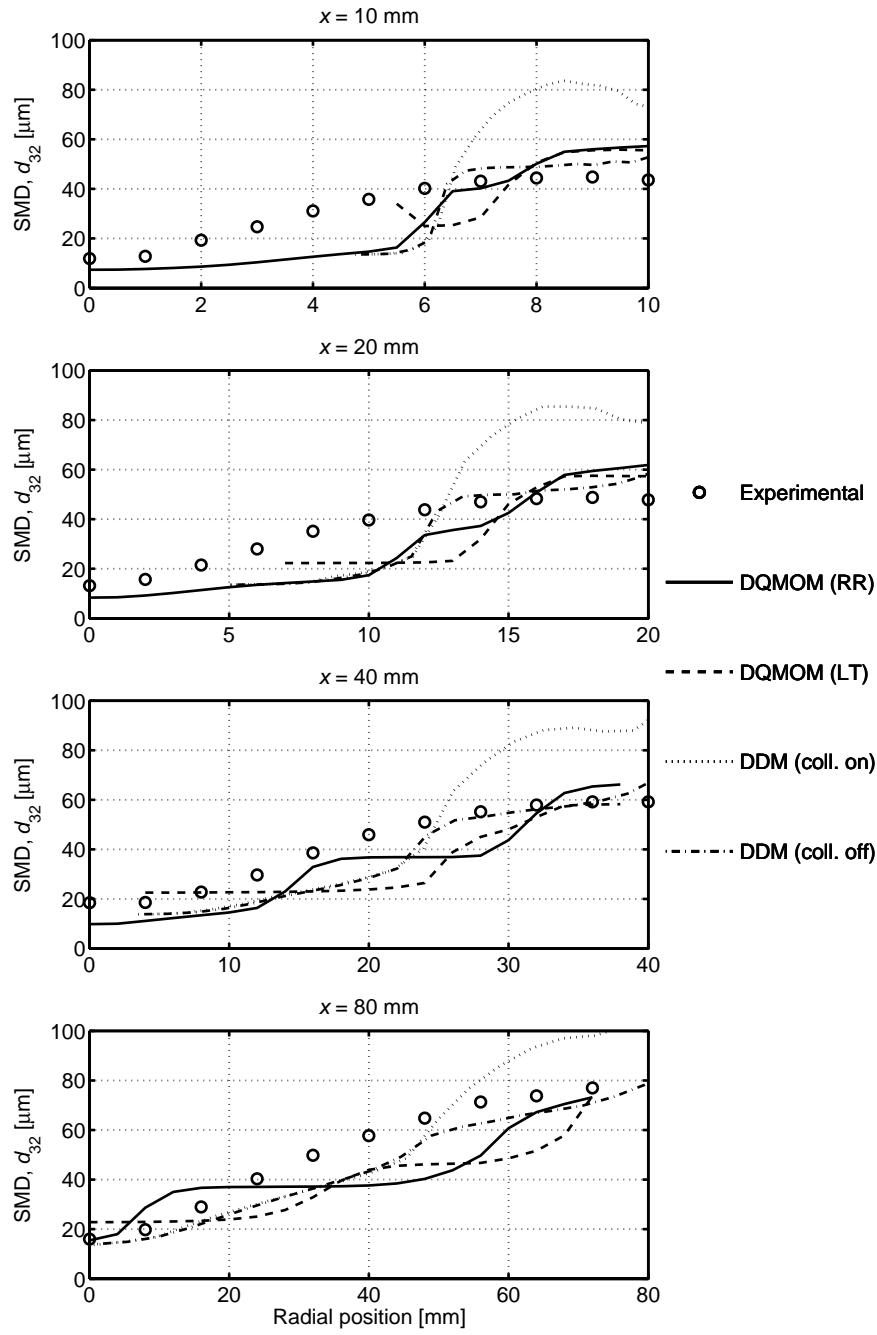 x = 10 mm
SMD, d32 [μm]
100
80
60
40
20
0
0 2 4 6 8 10
x = 20 mm
SMD, d32 [μm]
100
80
60
40
20
0
0 5 10 15 20
x = 40 mm
SMD, d32 [μm]
100
80
60
40
20
0
0 10 20 30 40
x = 80 mm
SMD, d32 [μm]
100
80
60
40
20
0
0 20 40 60 80
Radial position [mm]
Experimental
DQMOM (RR)
DQMOM (LT)
DDM (coll. on)
DDM (coll. off)